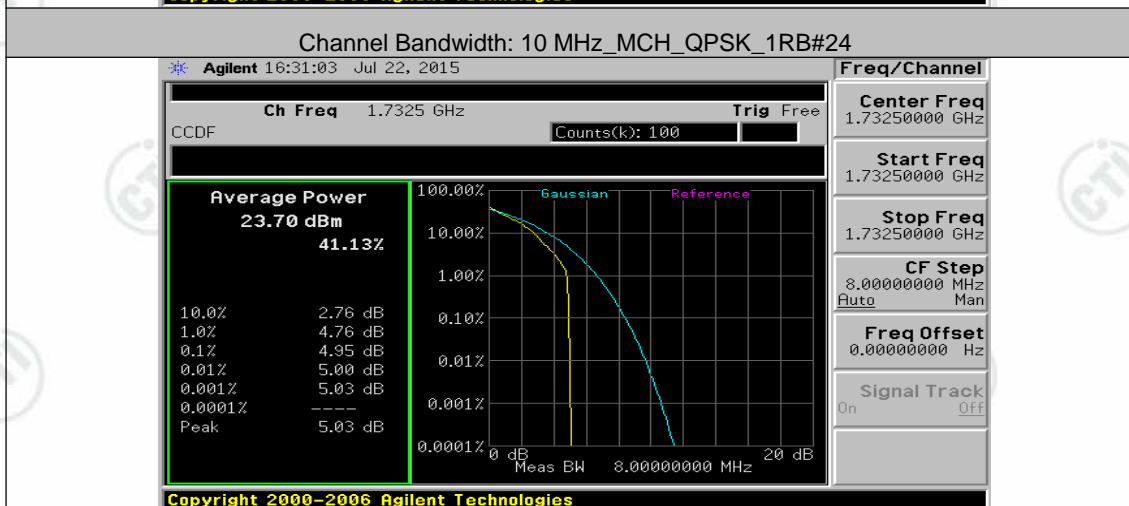 Channel Bandwidth: 10 MHz_MCH_QPSK_1RB#24
Agilent 16:31:03 Jul 22, 2015
Freq/Channel
Ch Freq 1.7325 GHz
Trig Free
CCDF
Counts(k): 100
Center Freq
1.73250000 GHz
Start Freq
1.73250000 GHz
Stop Freq
1.73250000 GHz
CF Step
8.00000000 MHz
Auto Man
Freq Offset
0.00000000 Hz
Signal Track
On Off
Average Power
23.70 dBm
41.13%
10.0% 2.76 dB
1.0% 4.76 dB
0.1% 4.95 dB
0.01% 5.00 dB
0.001% 5.03 dB
0.0001% ----
Peak 5.03 dB
Gaussian
Reference
100.00%
10.00%
1.00%
0.10%
0.01%
0.001%
0.0001%
0 dB
20 dB
Meas BW 8.00000000 MHz
Copyright 2000-2006 Agilent Technologies
CTI
CTI